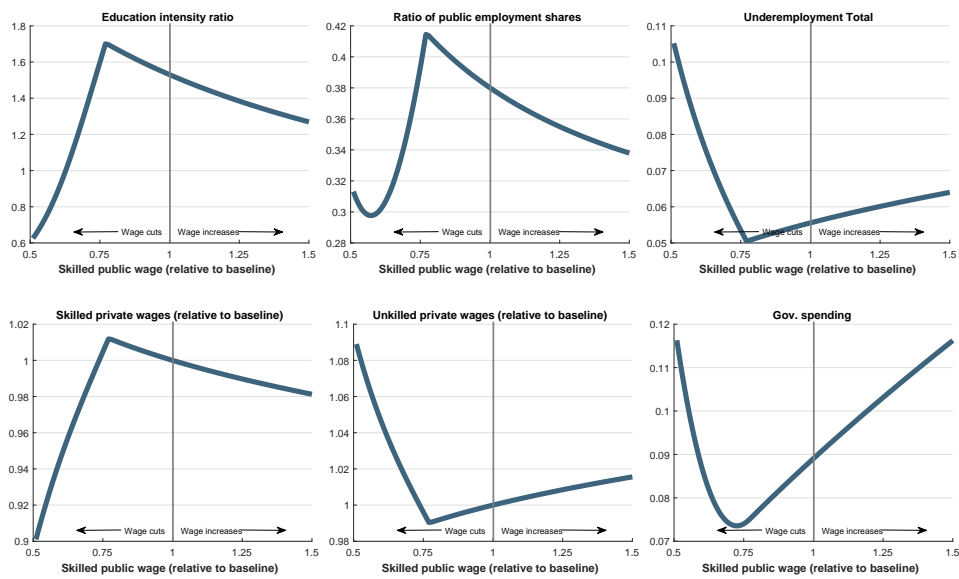 Education intensity ratio
1.8
1.6
1.4
1.2
1
0.8
0.6
Wage cuts Wage increases
0.5 0.75 1 1.25 1.5
Skilled public wage (relative to baseline)
Ratio of public employment shares
0.42
0.4
0.38
0.36
0.34
0.32
0.3
0.28
Wage cuts Wage increases
0.5 0.75 1 1.25 1.5
Skilled public wage (relative to baseline)
Underemployment Total
0.11
0.1
0.09
0.08
0.07
0.06
0.05
Wage cuts Wage increases
0.5 0.75 1 1.25 1.5
Skilled public wage (relative to baseline)
Skilled private wages (relative to baseline)
1.02
1
0.98
0.96
0.94
0.92
0.9
Wage cuts Wage increases
0.5 0.75 1 1.25 1.5
Skilled public wage (relative to baseline)
Unkilled private wages (relative to baseline)
1.1
1.08
1.06
1.04
1.02
1
0.98
Wage cuts Wage increases
0.5 0.75 1 1.25 1.5
Skilled public wage (relative to baseline)
Gov. spending
0.12
0.11
0.1
0.09
0.08
0.07
Wage cuts Wage increases
0.5 0.75 1 1.25 1.5
Skilled public wage (relative to baseline)